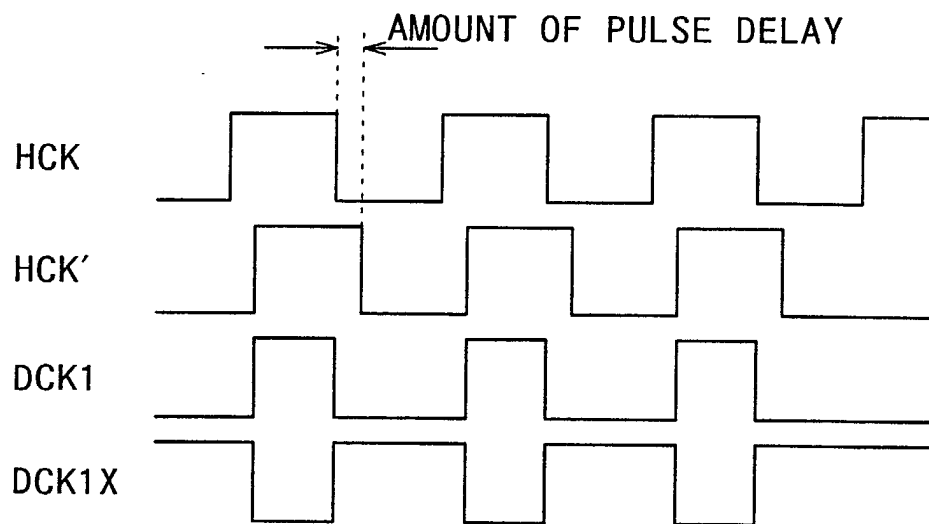 AMOUNT OF PULSE DELAY
HCK
HCK′
DCK1
DCK1X